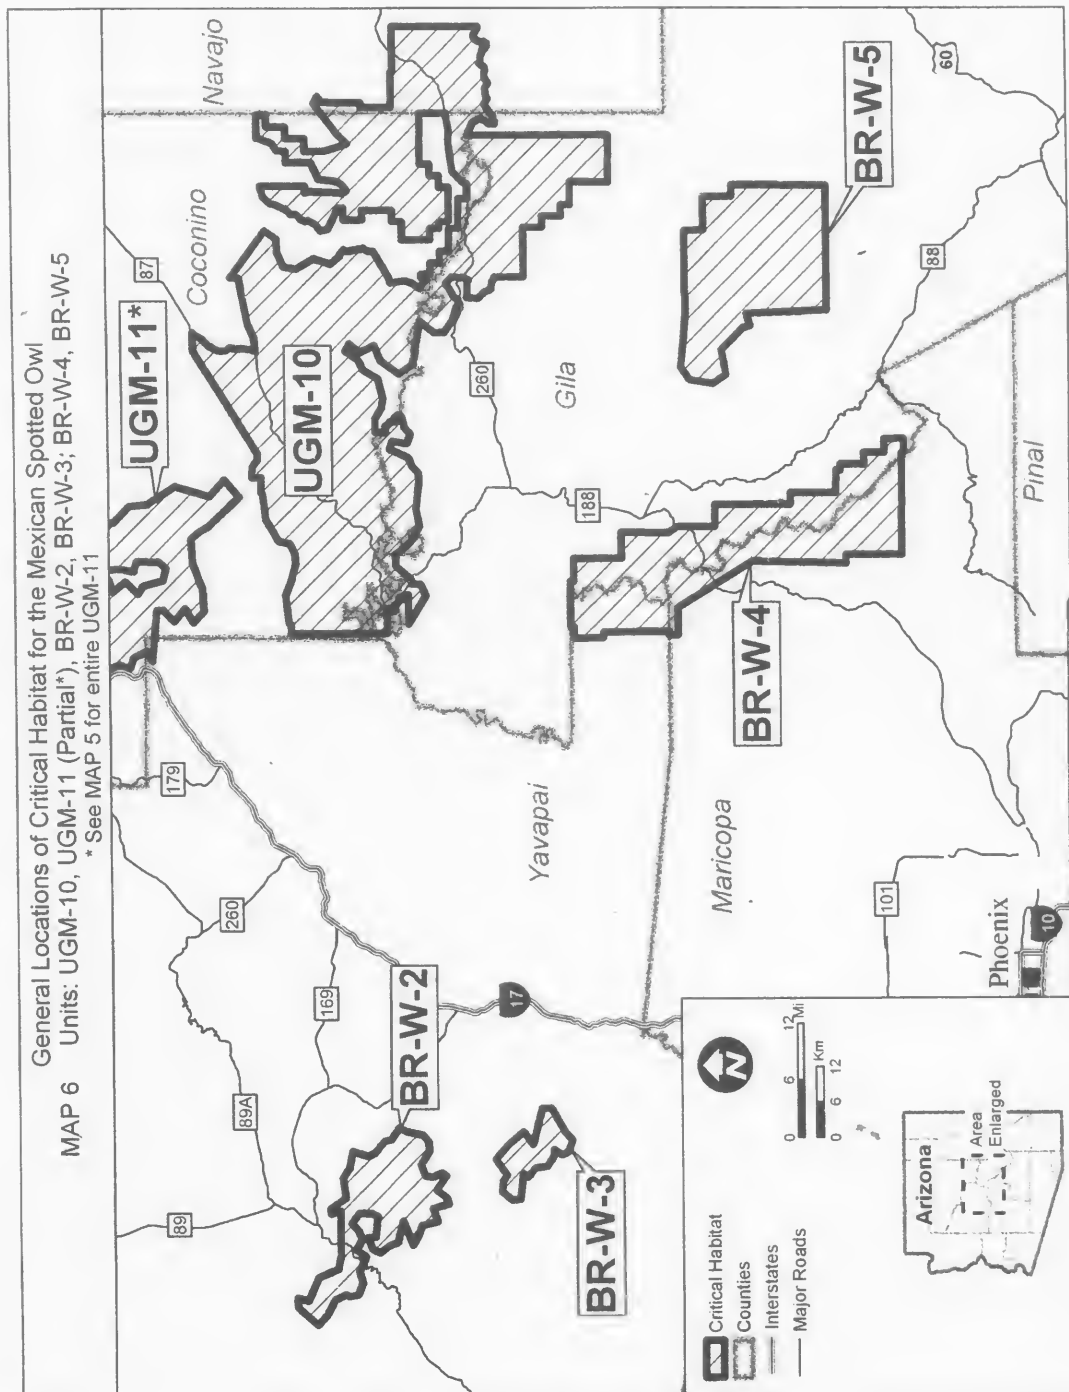 General Locations of Critical Habitat for the Mexican Spotted Owl
MAP 6 Units: UGM-10, UGM-11 (Partial*), BR-W-2, BR-W-3; BR-W-4, BR-W-5
* See MAP 5 for entire UGM-11
179
UGM-11*
87
Coconino
Navajo
89
89A
260
169
UGM-10
260
BR-W-2
17
BR-W-3
Yavapai
188
Gila
BR-W-4
Maricopa
BR-W-5
60
88
101
Pinal
Phoenix
10
Critical Habitat
Counties
Interstates
Major Roads
N
0 6 12 Mi
Km
0 6 12
Arizona
Area
Enlarged